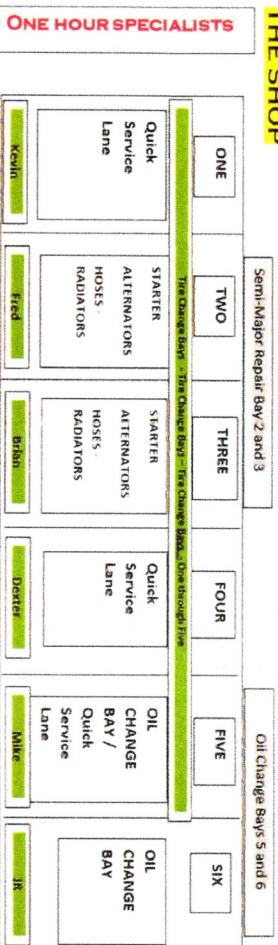 THE SHOP
ONE HOUR SPECIALISTS
Semi-Major Repair Bay 2 and 3
Oil Change Bays 5 and 6
ONE
TWO
THREE
FOUR
FIVE
SIX
Tire Change Bays - Tire Change Bays – Tire Change Bays - One through Five
Quick
Service
Lane
STARTER
ALTERNATORS
HOSES -
RADIATORS
STARTER
ALTERNATORS
HOSES -
RADIATORS
Quick
Service
Lane
OIL
CHANGE
BAY /
Quick
Service
Lane
OIL
CHANGE
BAY
Kevin
Fred
Brian
Dexter
Mike
JR